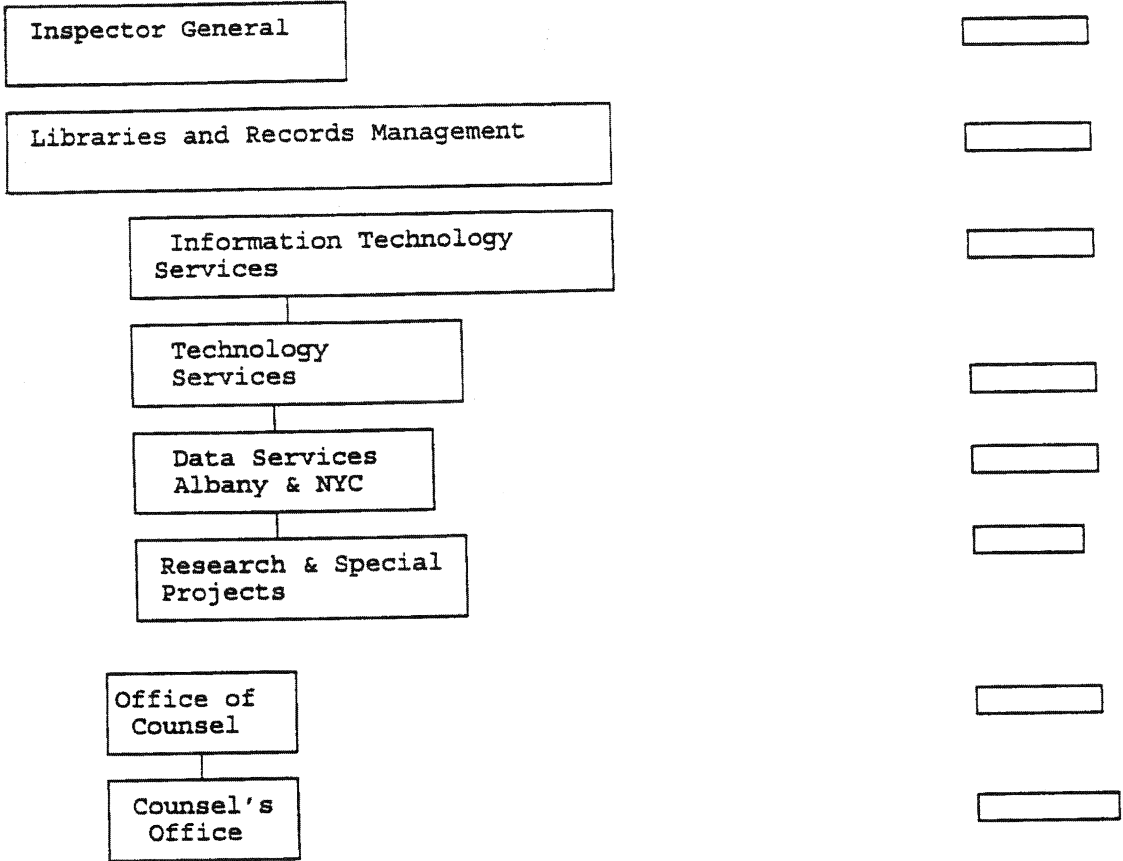 Inspector General
Libraries and Records Management
Information Technology
Services
Technology
Services
Data Services
Albany & NYC
Research & Special
Projects
Office of
Counsel
Counsel's
Office